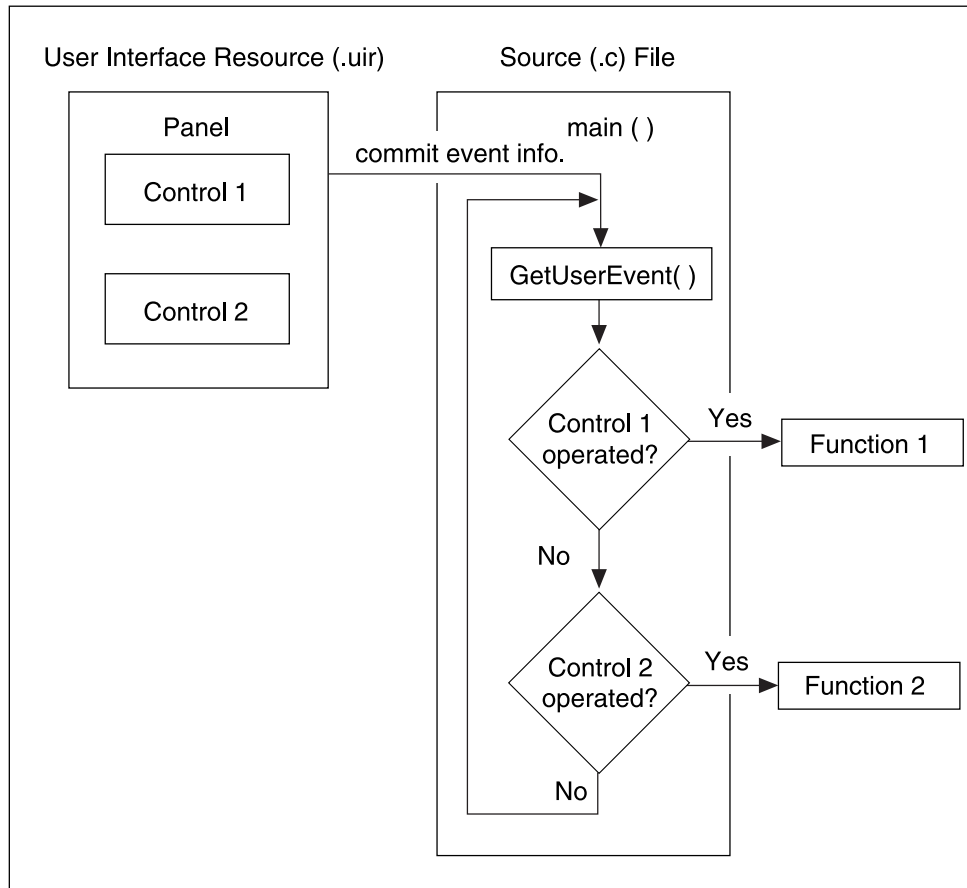 User Interface Resource (.uir)
Source (.c) File
Panel
Control 1
Control 2
main ( )
commit event info.
GetUserEvent( )
Control 1
operated?
Yes
Function 1
No
Control 2
operated?
Yes
Function 2
No